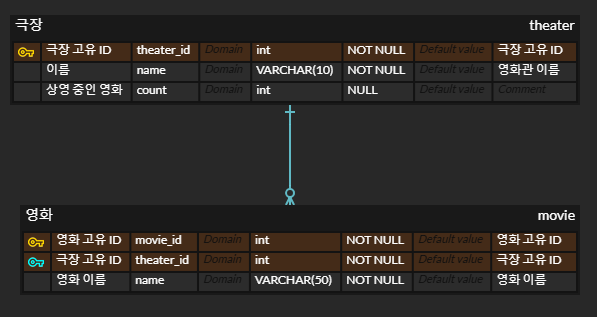 극장 theater
극장 고유 ID theater_id Domain int NOT NULL Default value 극장 고유 ID
이름 name Domain VARCHAR(10) NOT NULL Default value 영화관 이름
상영 중인 영화 count Domain int NULL Default value Comment
영화 movie
영화 고유 ID movie_id Domain int NOT NULL Default value 영화 고유 ID
극장 고유 ID theater_id Domain int NOT NULL Default value 극장 고유 ID
영화 이름 name Domain VARCHAR(50) NOT NULL Default value 영화 이름